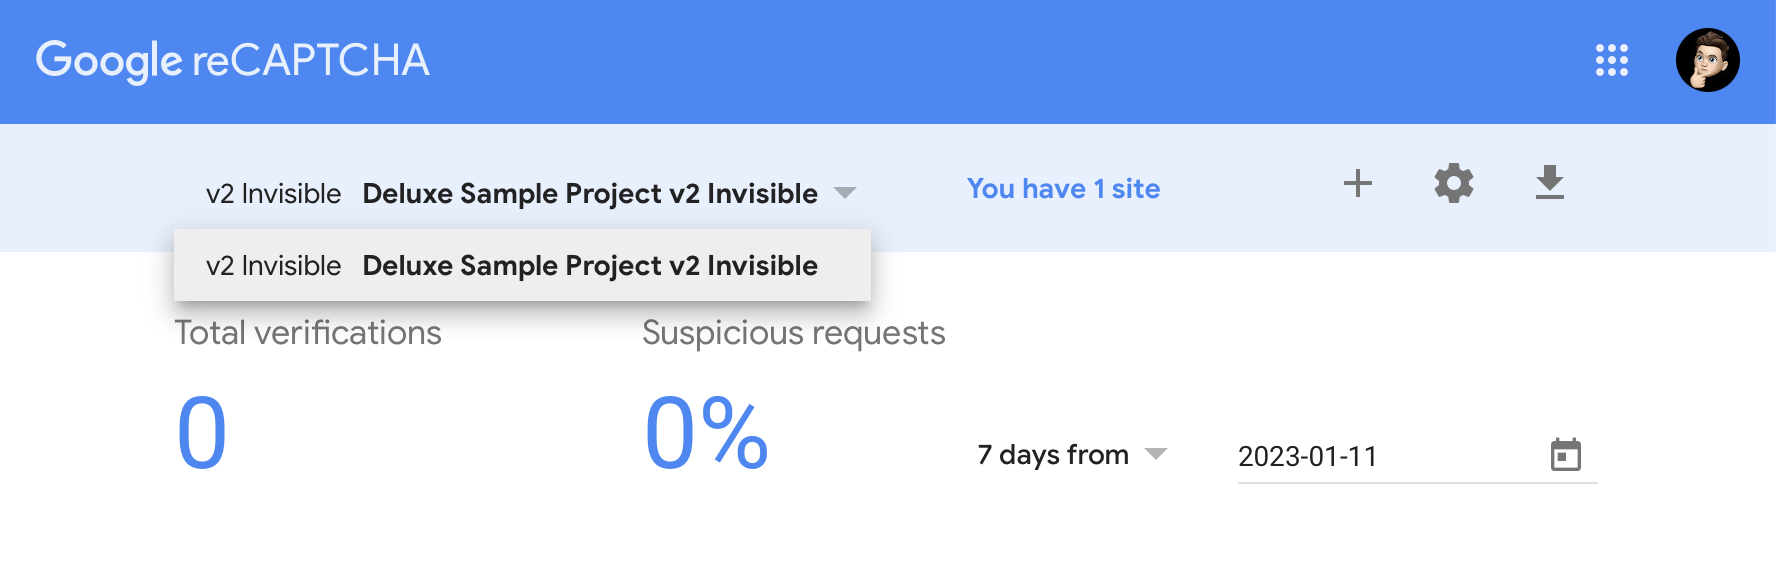 Google reCAPTCHA
v2 Invisible Deluxe Sample Project v2 Invisible
You have 1 site
v2 Invisible Deluxe Sample Project v2 Invisible
Total verifications
Suspicious requests
0
0%
7 days from
2023-01-11